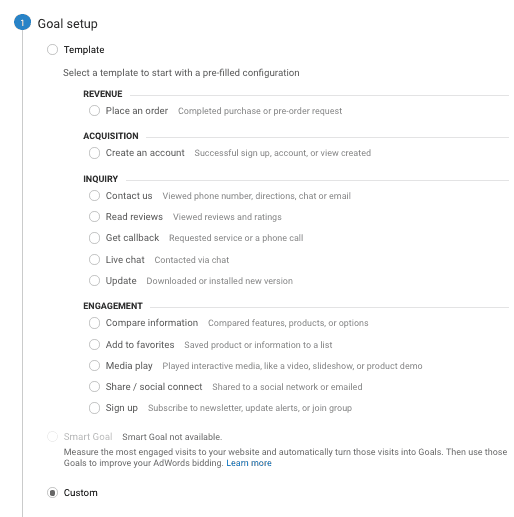 1 Goal setup
Template
Select a template to start with a pre-filled configuration
REVENUE
Place an order Completed purchase or pre-order request
ACQUISITION
Create an account Successful sign up, account, or view created
INQUIRY
Contact us Viewed phone number, directions, chat or email
Read reviews Viewed reviews and ratings
Get callback Requested service or a phone call
Live chat Contacted via chat
Update Downloaded or installed new version
ENGAGEMENT
Compare information Compared features, products, or options
Add to favorites Saved product or information to a list
Media play Played interactive media, like a video, slideshow, or product demo
Share / social connect Shared to a social network or emailed
Sign up Subscribe to newsletter, update alerts, or join group
Smart Goal Smart Goal not available.
Measure the most engaged visits to your website and automatically turn those visits into Goals. Then use those
Goals to improve your AdWords bidding. Learn more
Custom